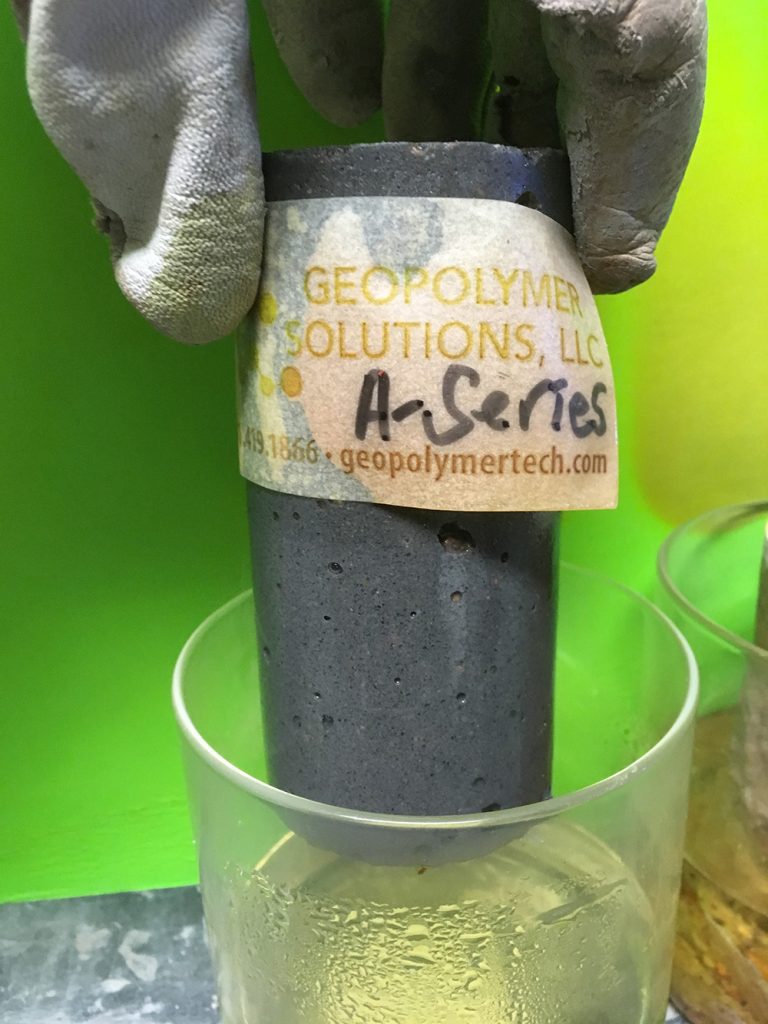 GEOPOLYMER
SOLUTIONS, LLC
A-Series
.419.1866 • geopolymertech.com